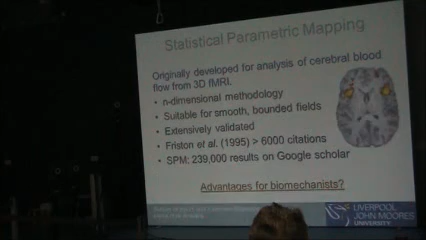 Statistical Parametric Mapping
Originally developed for analysis of cerebral blood
flow from 3D fMRI.
• n-dimensional methodology
• Suitable for smooth, bounded fields
• Extensively validated
• Friston et al. (1995) > 6000 citations
• SPM: 239,000 results on Google scholar
Advantages for biomechanists?
LIVERPOOL
JOHN MOORES
UNIVERSITY